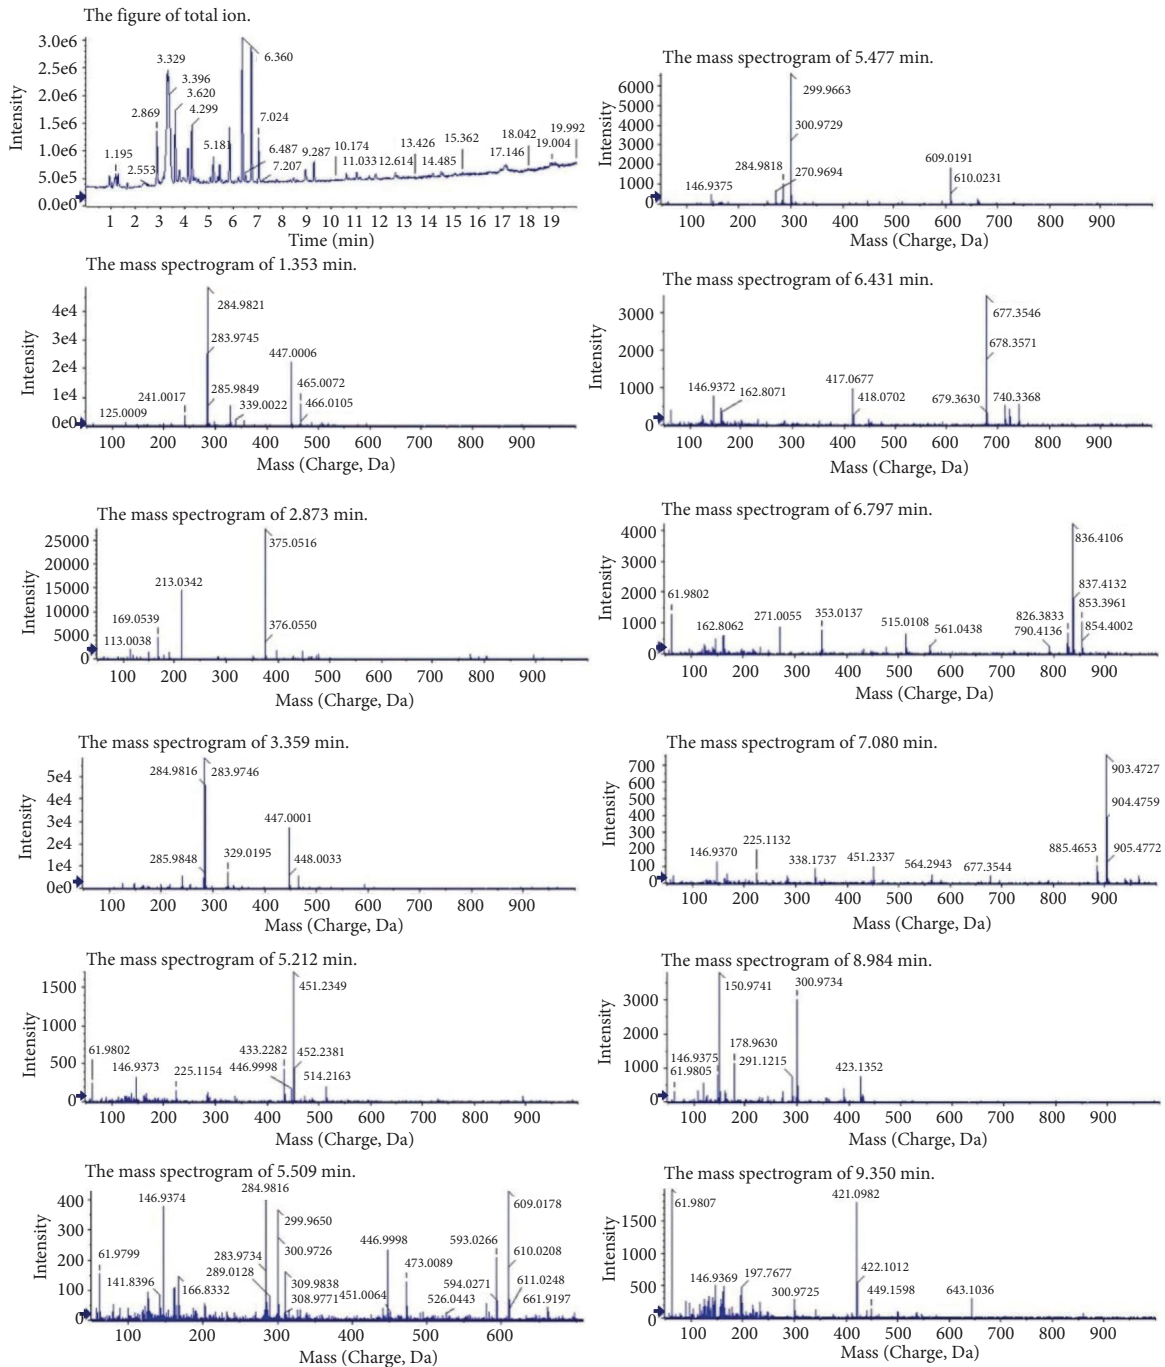 The figure of total ion.
Intensity
3.0e6
2.5e6
2.0e6
1.5e6
1.0e6
5.0e5
0.0e0
1.195
2.553
2.869
3.329
3.396
3.620
4.299
5.181
6.360
7.024
6.487
7.207
9.287
10.174
11.033
12.614
13.426
14.485
15.362
17.146
18.042
19.004
19.992
1 2 3 4 5 6 7 8 9 10 11 12 13 14 15 16 17 18 19
Time (min)
The mass spectrogram of 1.353 min.
Intensity
4e4
3e4
2e4
1e4
0e0
125.0009
241.0017
284.9821
283.9745
285.9849
339.0022
447.0006
465.0072
466.0105
100 200 300 400 500 600 700 800 900
Mass (Charge, Da)
The mass spectrogram of 2.873 min.
Intensity
25000
20000
15000
10000
5000
0
113.0038
169.0539
213.0342
375.0516
376.0550
100 200 300 400 500 600 700 800 900
Mass (Charge, Da)
The mass spectrogram of 3.359 min.
Intensity
5e4
4e4
3e4
2e4
1e4
0e0
284.9816
283.9746
285.9848
329.0195
447.0001
448.0033
100 200 300 400 500 600 700 800 900
Mass (Charge, Da)
The mass spectrogram of 5.212 min.
Intensity
1500
1000
500
0
61.9802
146.9373
225.1154
433.2282
446.9998
451.2349
452.2381
514.2163
100 200 300 400 500 600 700 800 900
Mass (Charge, Da)
The mass spectrogram of 5.509 min.
Intensity
400
300
200
100
0
61.9799
141.8396
146.9374
166.8332
284.9816
283.9734
289.0128
299.9650
300.9726
309.9838
308.9771
446.9998
451.0064
473.0089
526.0443
593.0266
594.0271
609.0178
610.0208
611.0248
661.9197
100 200 300 400 500 600
Mass (Charge, Da)
The mass spectrogram of 5.477 min.
Intensity
6000
5000
4000
3000
2000
1000
0
146.9375
284.9818
299.9663
300.9729
270.9694
609.0191
610.0231
100 200 300 400 500 600 700 800 900
Mass (Charge, Da)
The mass spectrogram of 6.431 min.
Intensity
3000
2000
1000
0
146.9372
162.8071
417.0677
418.0702
677.3546
678.3571
679.3630
740.3368
100 200 300 400 500 600 700 800 900
Mass (Charge, Da)
The mass spectrogram of 6.797 min.
Intensity
4000
3000
2000
1000
0
61.9802
162.8062
271.0055
353.0137
515.0108
561.0438
790.4136
826.3833
836.4106
837.4132
853.3961
854.4002
100 200 300 400 500 600 700 800 900
Mass (Charge, Da)
The mass spectrogram of 7.080 min.
Intensity
700
600
500
400
300
200
100
0
146.9370
225.1132
338.1737
451.2337
564.2943
677.3544
885.4653
903.4727
904.4759
905.4772
100 200 300 400 500 600 700 800 900
Mass (Charge, Da)
The mass spectrogram of 8.984 min.
Intensity
3000
2000
1000
0
146.9375
61.9805
150.9741
178.9630
291.1215
300.9734
423.1352
100 200 300 400 500 600 700 800 900
Mass (Charge, Da)
The mass spectrogram of 9.350 min.
Intensity
1500
1000
500
0
61.9807
146.9369
197.7677
300.9725
421.0982
422.1012
449.1598
643.1036
100 200 300 400 500 600 700 800 900
Mass (Charge, Da)